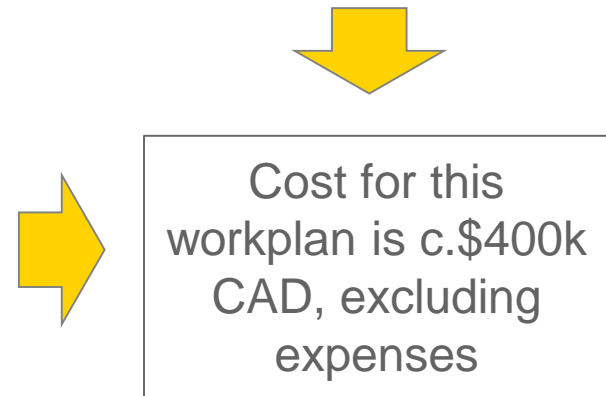 Cost for this
workplan is c.$400k
CAD, excluding
expenses